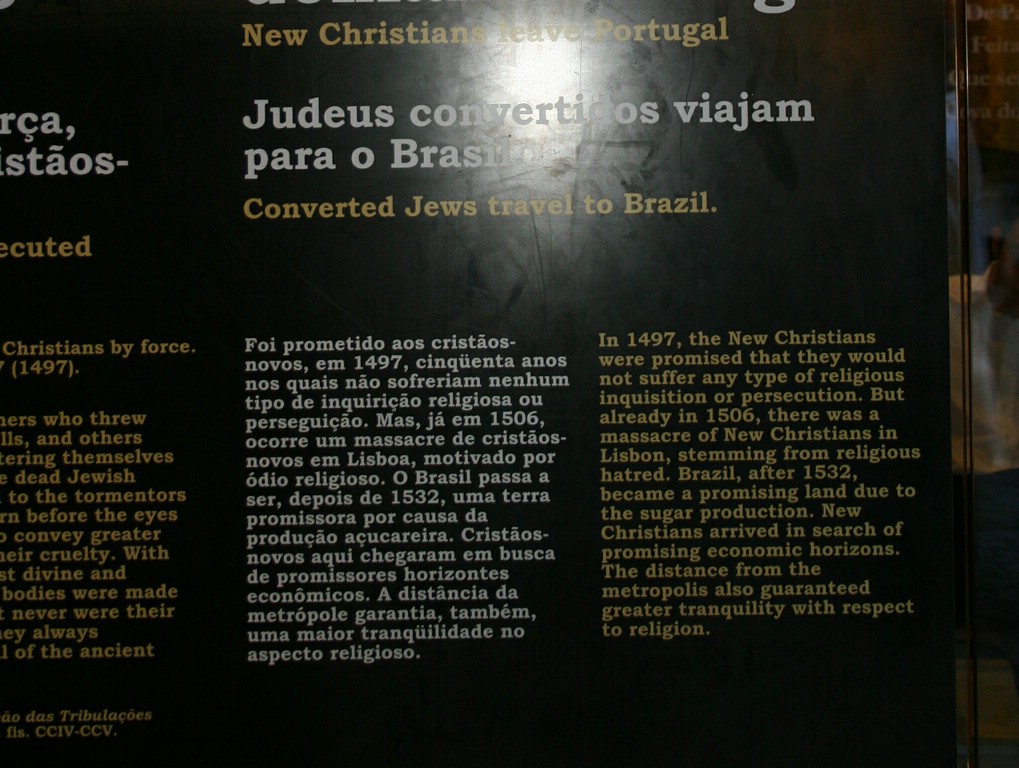 New Christians leave Portugal
Judeus convertidos viajam
para o Brasil.
Converted Jews travel to Brazil.
rça,
istãos-
ecuted
Christians by force.
7 (1497).
ners who threw
lls, and others
tering themselves
e dead Jewish
to the tormentors
rn before the eyes
o convey greater
heir cruelty. With
st divine and
bodies were made
t never were their
hey always
l of the ancient
ão das Tribulações
fls. CCIV-CCV.
Foi prometido aos cristãos-
novos, em 1497, cinqüenta anos
nos quais não sofreriam nenhum
tipo de inquirição religiosa ou
perseguição. Mas, já em 1506,
ocorre um massacre de cristãos-
novos em Lisboa, motivado por
ódio religioso. O Brasil passa a
ser, depois de 1532, uma terra
promissora por causa da
produção açucareira. Cristãos-
novos aqui chegaram em busca
de promissores horizontes
econômicos. A distância da
metrópole garantia, também,
uma maior tranqüilidade no
aspecto religioso.
In 1497, the New Christians
were promised that they would
not suffer any type of religious
inquisition or persecution. But
already in 1506, there was a
massacre of New Christians in
Lisbon, stemming from religious
hatred. Brazil, after 1532,
became a promising land due to
the sugar production. New
Christians arrived in search of
promising economic horizons.
The distance from the
metropolis also guaranteed
greater tranquility with respect
to religion.
Feita
Que se